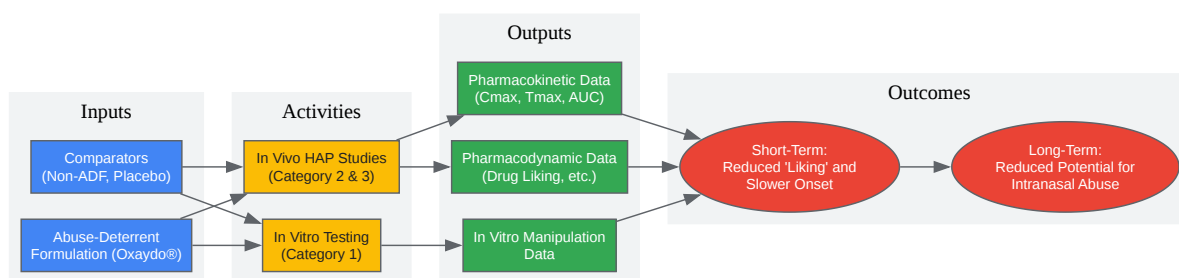 Inputs
Comparators
(Non-ADF, Placebo)
Abuse-Deterrent
Formulation (Oxaydo®)
Activities
In Vivo HAP Studies
(Category 2 & 3)
In Vitro Testing
(Category 1)
Outputs
Pharmacokinetic Data
(Cmax, Tmax, AUC)
Pharmacodynamic Data
(Drug Liking, etc.)
In Vitro Manipulation
Data
Outcomes
Short-Term:
Reduced 'Liking' and
Slower Onset
Long-Term:
Reduced Potential for
Intranasal Abuse